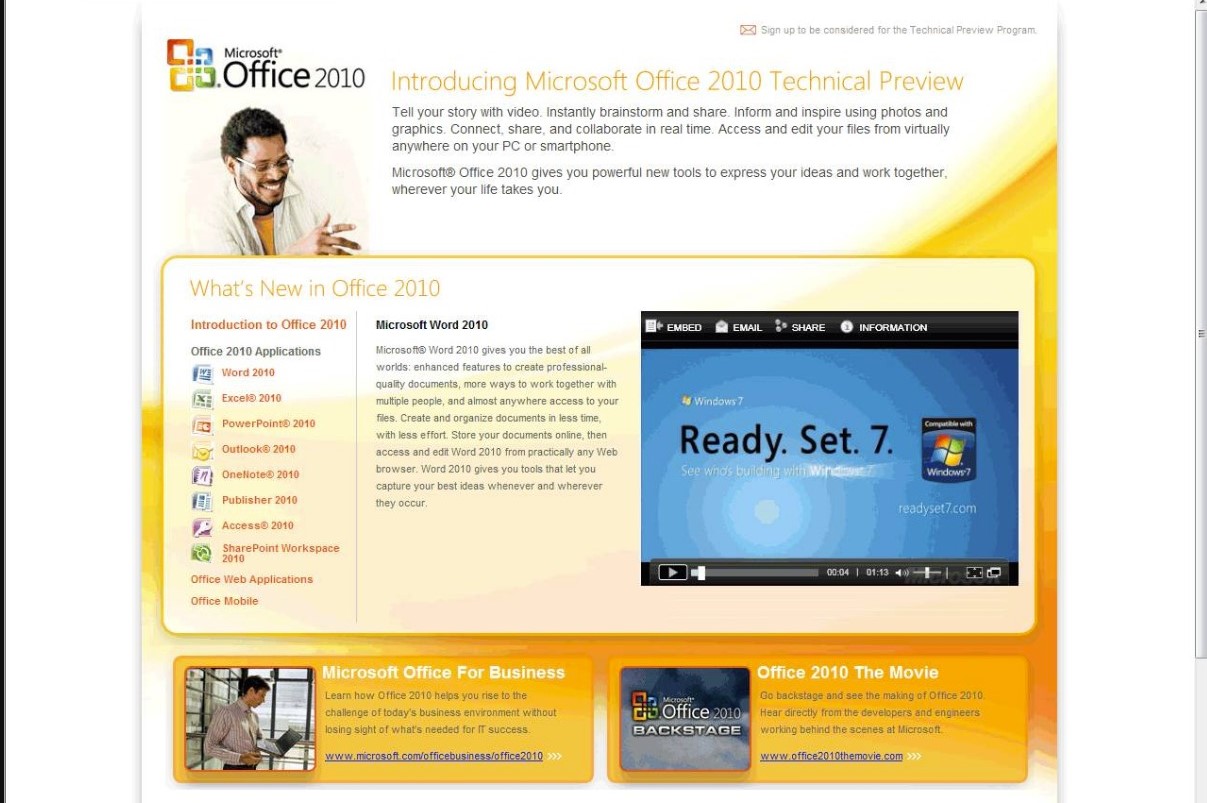 Sign up to be considered for the Technical Preview Program.
Microsoft®
Office 2010
Introducing Microsoft Office 2010 Technical Preview
Tell your story with video. Instantly brainstorm and share. Inform and inspire using photos and
graphics. Connect, share, and collaborate in real time. Access and edit your files from virtually
anywhere on your PC or smartphone.
Microsoft® Office 2010 gives you powerful new tools to express your ideas and work together,
wherever your life takes you.
What's New in Office 2010
Introduction to Office 2010
Office 2010 Applications
Word 2010
Excel® 2010
PowerPoint® 2010
Outlook® 2010
OneNote® 2010
Publisher 2010
Access® 2010
SharePoint Workspace
2010
Office Web Applications
Office Mobile
Microsoft Word 2010
Microsoft® Word 2010 gives you the best of all
worlds: enhanced features to create professional-
quality documents, more ways to work together with
multiple people, and almost anywhere access to your
files. Create and organize documents in less time,
with less effort. Store your documents online, then
access and edit Word 2010 from practically any Web
browser. Word 2010 gives you tools that let you
capture your best ideas whenever and wherever
they occur.
EMBED EMAIL SHARE INFORMATION
Windows 7
Ready. Set. 7.
See who's building with Windows 7.
Compatible with
Windows 7
readyset7.com
00:04 | 01:13
Microsoft Office For Business
Learn how Office 2010 helps you rise to the
challenge of today's business environment without
losing sight of what's needed for IT success.
www.microsoft.com/officebusiness/office2010 >>>
Microsoft®
Office 2010
BACKSTAGE
Office 2010 The Movie
Go backstage and see the making of Office 2010.
Hear directly from the developers and engineers
working behind the scenes at Microsoft.
www.office2010themovie.com >>>